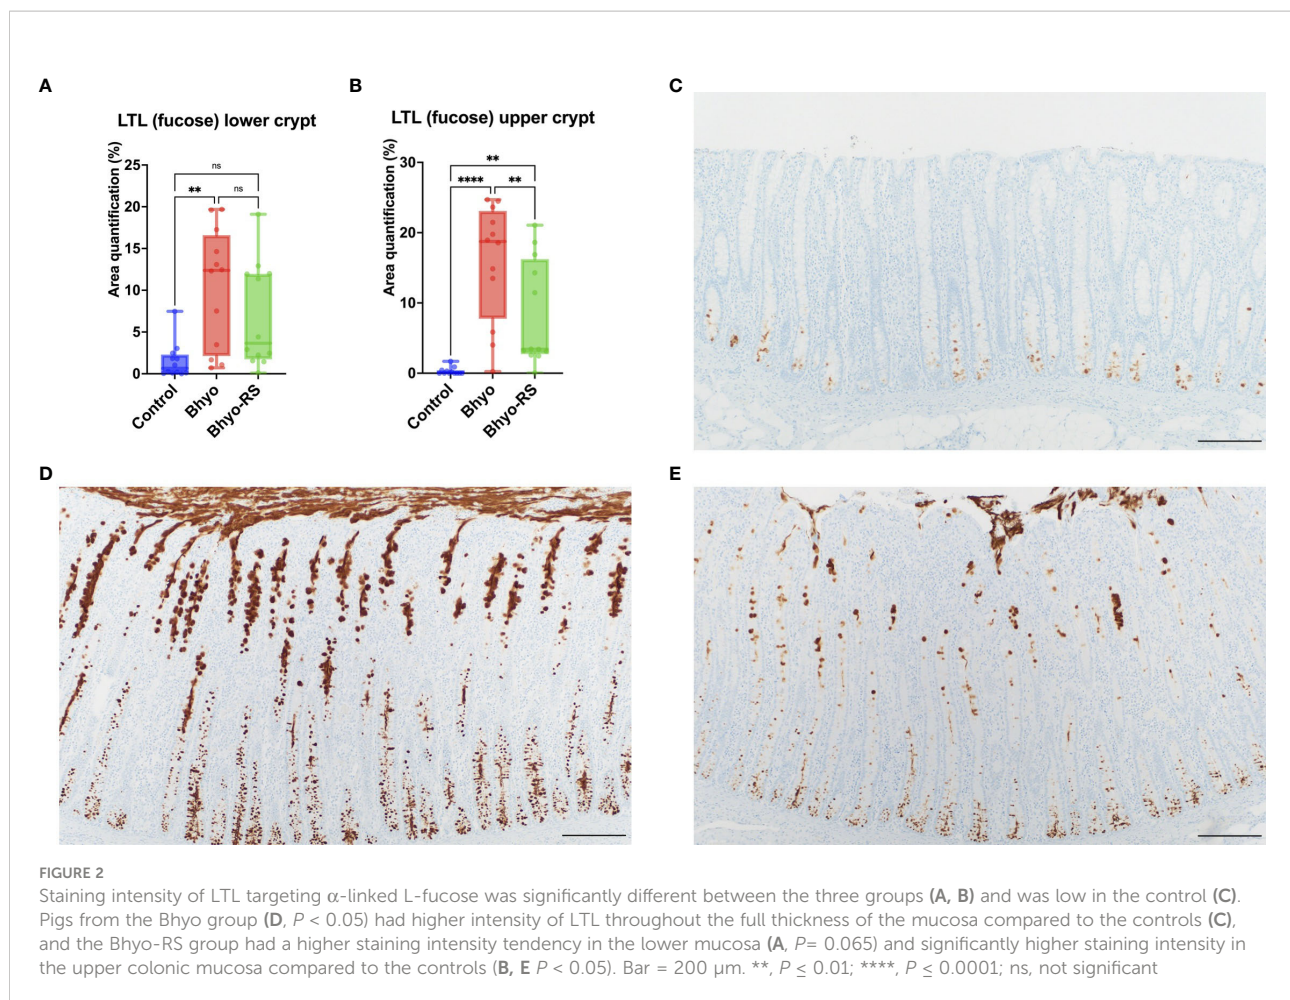 A
LTL (fucose) lower crypt
Area quantification (%)
25
20
15
10
5
0
ns
**
ns
Control
Bhyo
Bhyo-RS
B
LTL (fucose) upper crypt
Area quantification (%)
30
20
10
0
**
****
**
Control
Bhyo
Bhyo-RS
C
D
E
FIGURE 2
Staining intensity of LTL targeting α-linked L-fucose was significantly different between the three groups (A, B) and was low in the control (C).
Pigs from the Bhyo group (D, P < 0.05) had higher intensity of LTL throughout the full thickness of the mucosa compared to the controls (C),
and the Bhyo-RS group had a higher staining intensity tendency in the lower mucosa (A, P= 0.065) and significantly higher staining intensity in
the upper colonic mucosa compared to the controls (B, E P < 0.05). Bar = 200 µm. **, P ≤ 0.01; ****, P ≤ 0.0001; ns, not significant